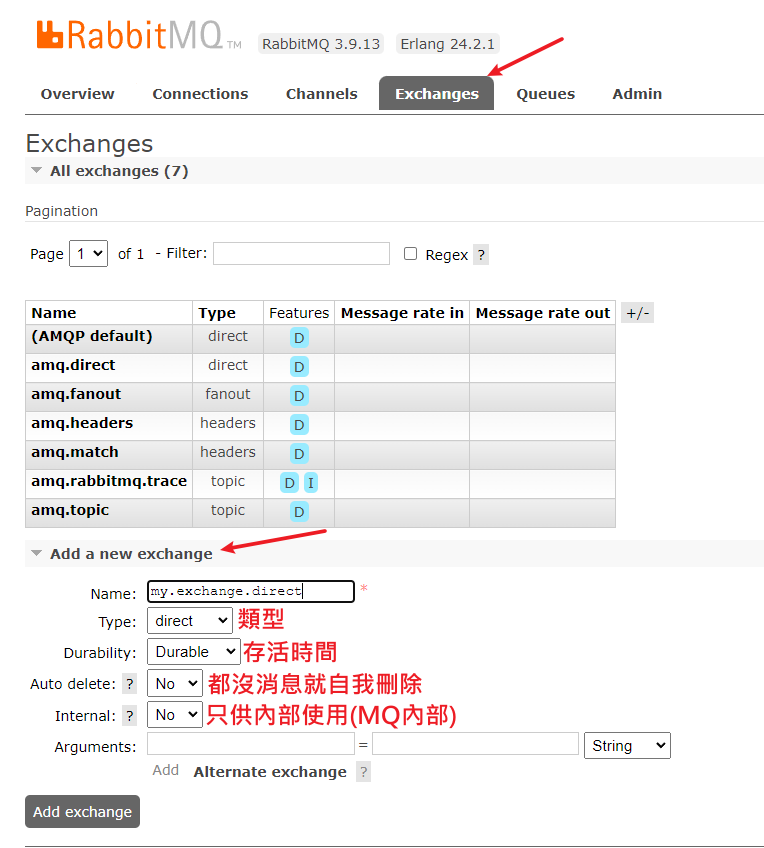 RabbitMQ TM RabbitMQ 3.9.13 Erlang 24.2.1
Overview Connections Channels Exchanges Queues Admin
Exchanges
All exchanges (7)
Pagination
Page 1 of 1 - Filter: Regex ?
Name Type Features Message rate in Message rate out +/-
(AMQP default) direct D
amq.direct direct D
amq.fanout fanout D
amq.headers headers D
amq.match headers D
amq.rabbitmq.trace topic D I
amq.topic topic D
Add a new exchange
Name: my.exchange.direct *
Type: direct 類型
Durability: Durable 存活時間
Auto delete: ? No 都沒消息就自我刪除
Internal: ? No 只供內部使用(MQ內部)
Arguments: = String
Add Alternate exchange ?
Add exchange